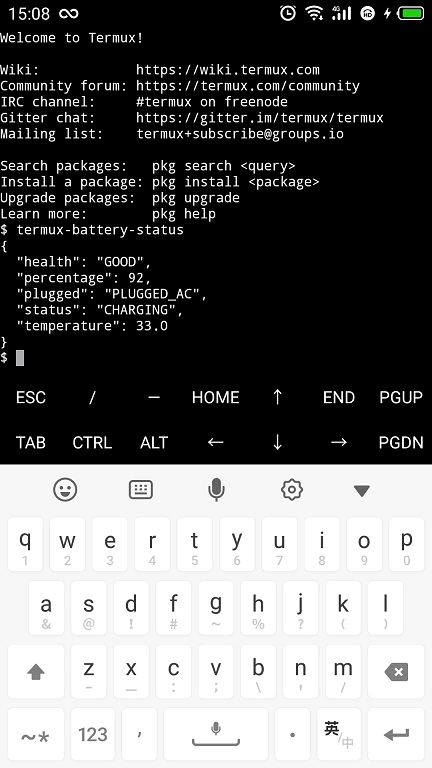 15:08 4G HD
Welcome to Termux!
Wiki: https://wiki.termux.com
Community forum: https://termux.com/community
IRC channel: #termux on freenode
Gitter chat: https://gitter.im/termux/termux
Mailing list: termux+subscribe@groups.io
Search packages: pkg search <query>
Install a package: pkg install <package>
Upgrade packages: pkg upgrade
Learn more: pkg help
$ termux-battery-status
{
"health": "GOOD",
"percentage": 92,
"plugged": "PLUGGED_AC",
"status": "CHARGING",
"temperature": 33.0
}
$
ESC / — HOME ↑ END PGUP
TAB CTRL ALT ← ↓ → PGDN
q w e r t y u i o p
1 2 3 4 5 6 7 8 9 0
a s d f g h j k l
& @ ! # ~ % ? ( )
z x c v b n m
- _ : ; \ ' /
~* 123 , . 英/中